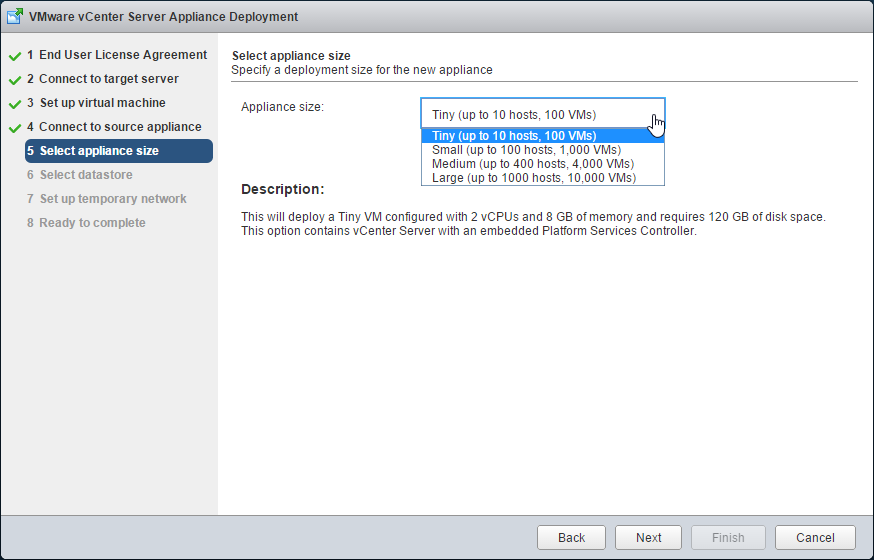 VMware vCenter Server Appliance Deployment
1 End User License Agreement
2 Connect to target server
3 Set up virtual machine
4 Connect to source appliance
5 Select appliance size
6 Select datastore
7 Set up temporary network
8 Ready to complete
Select appliance size
Specify a deployment size for the new appliance
Appliance size:
Tiny (up to 10 hosts, 100 VMs)
Tiny (up to 10 hosts, 100 VMs)
Small (up to 100 hosts, 1,000 VMs)
Medium (up to 400 hosts, 4,000 VMs)
Large (up to 1000 hosts, 10,000 VMs)
Description:
This will deploy a Tiny VM configured with 2 vCPUs and 8 GB of memory and requires 120 GB of disk space.
This option contains vCenter Server with an embedded Platform Services Controller.
Back
Next
Finish
Cancel